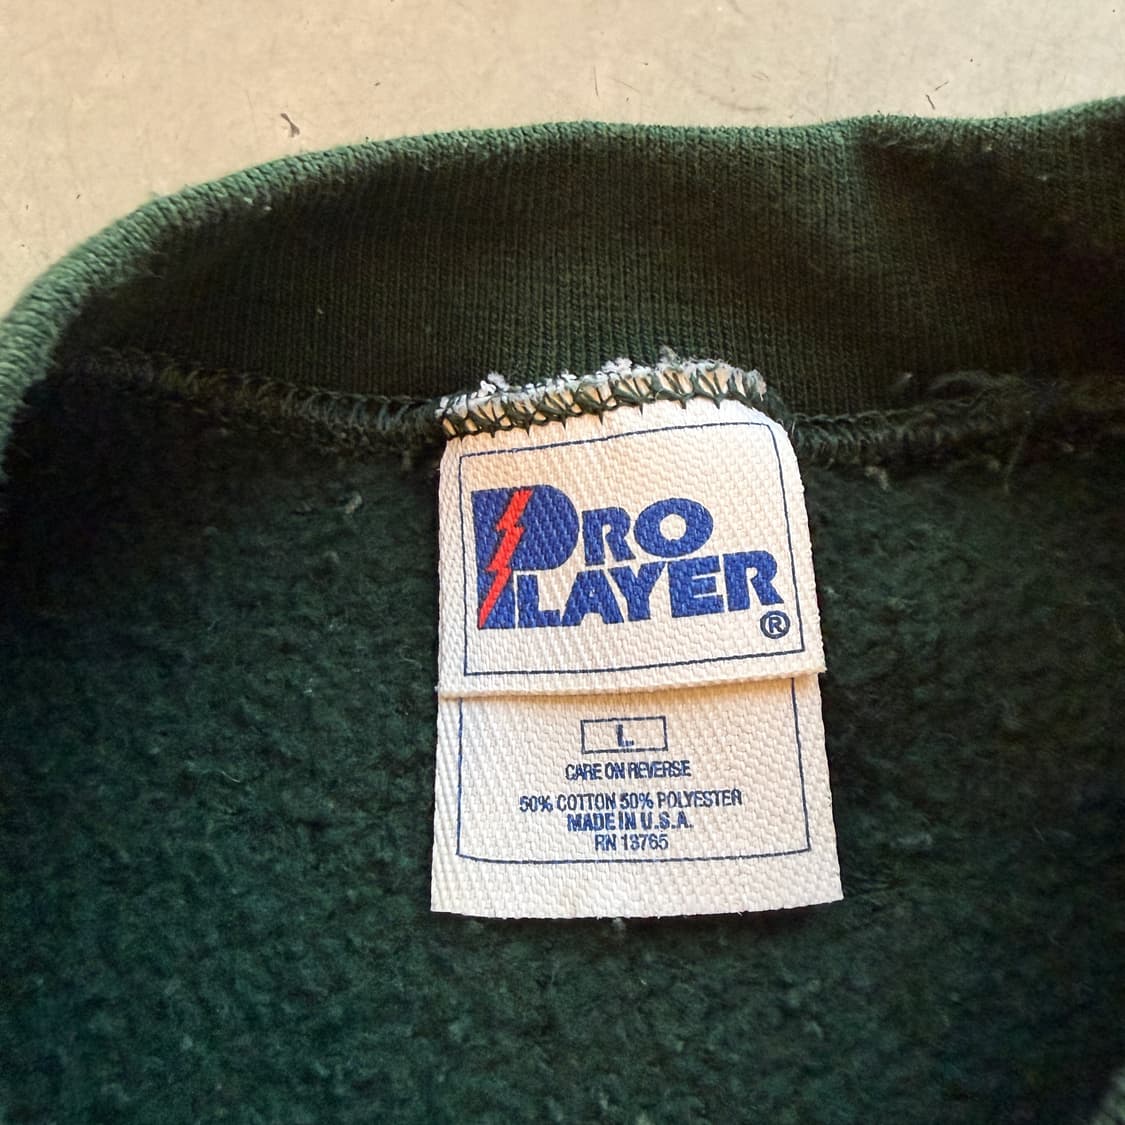 PRO
PLAYER
®
L
CARE ON REVERSE
50% COTTON 50% POLYESTER
MADE IN U.S.A.
RN 13765